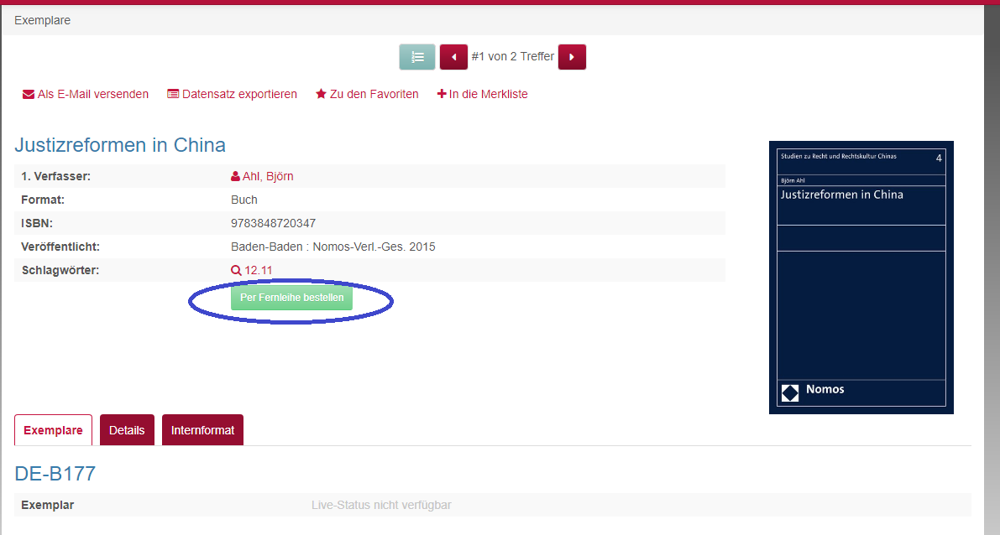 Exemplare
#1 von 2 Treffer
Als E-Mail versenden Datensatz exportieren Zu den Favoriten In die Merkliste
Justizreformen in China
1. Verfasser: Ahl, Björn
Format: Buch
ISBN: 9783848720347
Veröffentlicht: Baden-Baden : Nomos-Verl.-Ges. 2015
Schlagwörter: 12.11
Per Fernleihe bestellen
Studien zu Recht und Rechtskultur Chinas 4
Björn Ahl
Justizreformen in China
Nomos
Exemplare Details Internformat
DE-B177
Exemplar Live-Status nicht verfügbar